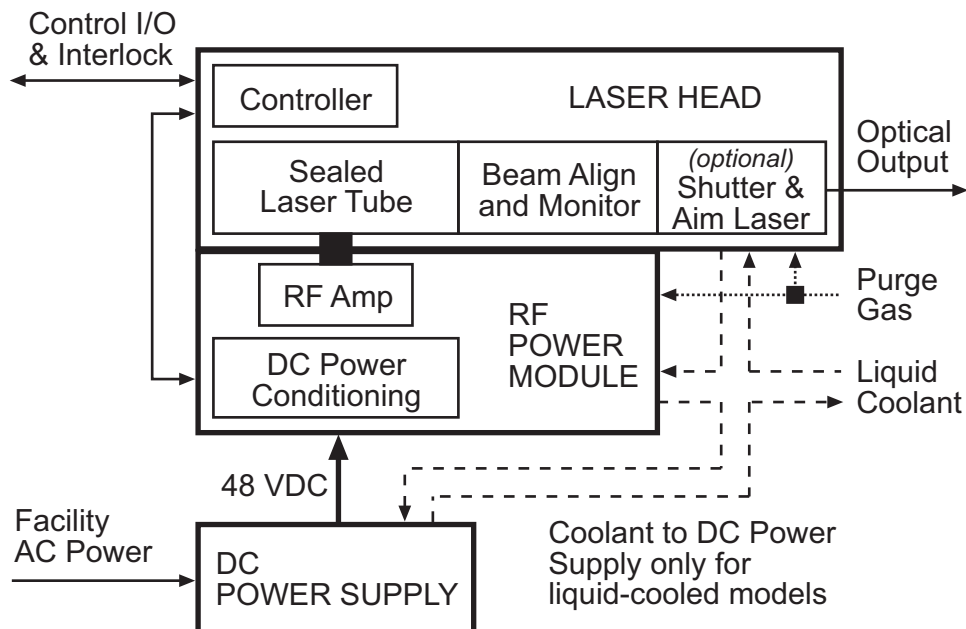 Control I/O
& Interlock
Controller
LASER HEAD
Sealed
Laser Tube
Beam Align
and Monitor
(optional)
Shutter &
Aim Laser
Optical
Output
RF Amp
RF
POWER
MODULE
Purge
Gas
DC Power
Conditioning
Liquid
Coolant
48 VDC
Facility
AC Power
DC
POWER SUPPLY
Coolant to DC Power
Supply only for
liquid-cooled models